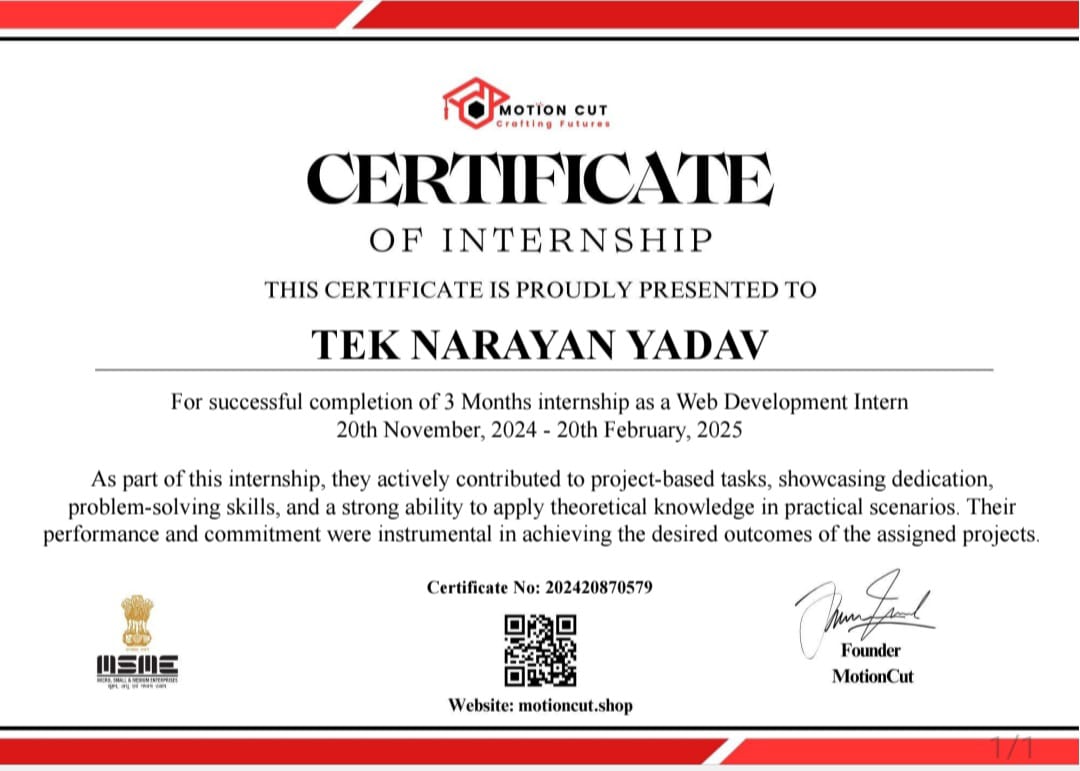 MOTION CUT
Crafting Futures
CERTIFICATE
OF INTERNSHIP
THIS CERTIFICATE IS PROUDLY PRESENTED TO
TEK NARAYAN YADAV
For successful completion of 3 Months internship as a Web Development Intern
20th November, 2024 - 20th February, 2025
As part of this internship, they actively contributed to project-based tasks, showcasing dedication,
problem-solving skills, and a strong ability to apply theoretical knowledge in practical scenarios. Their
performance and commitment were instrumental in achieving the desired outcomes of the assigned projects.
Certificate No: 202420870579
MSME
MICRO, SMALL & MEDIUM ENTERPRISES
Founder
MotionCut
Website: motioncut.shop
1/1